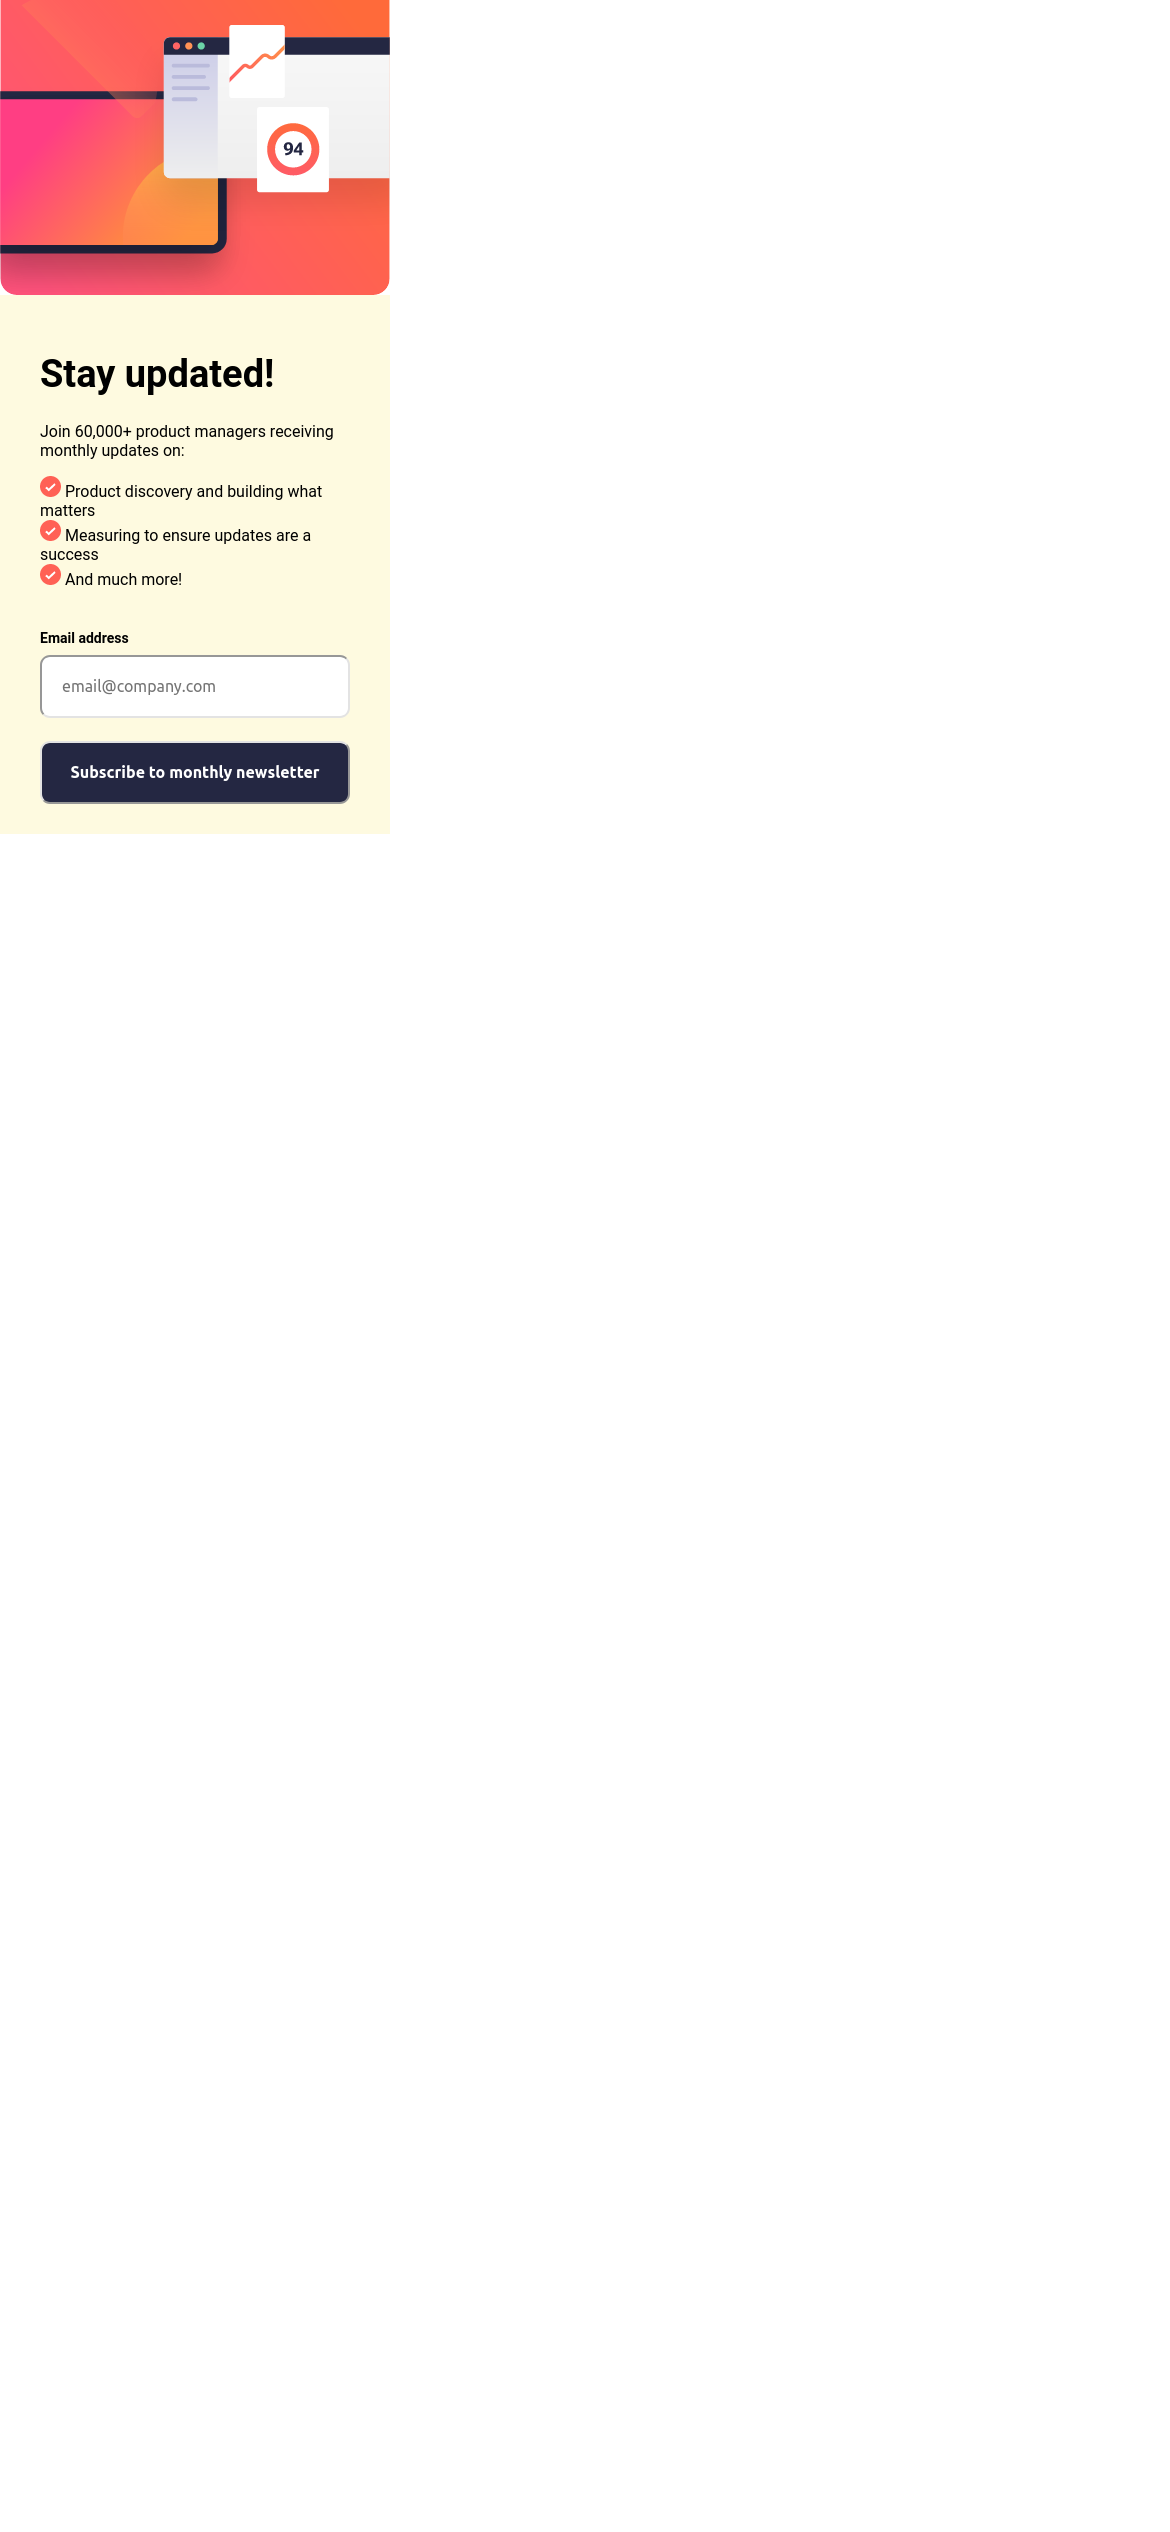 94
Stay updated!
Join 60,000+ product managers receiving
monthly updates on:
Product discovery and building what
matters
Measuring to ensure updates are a
success
And much more!
Email address
email@company.com
Subscribe to monthly newsletter